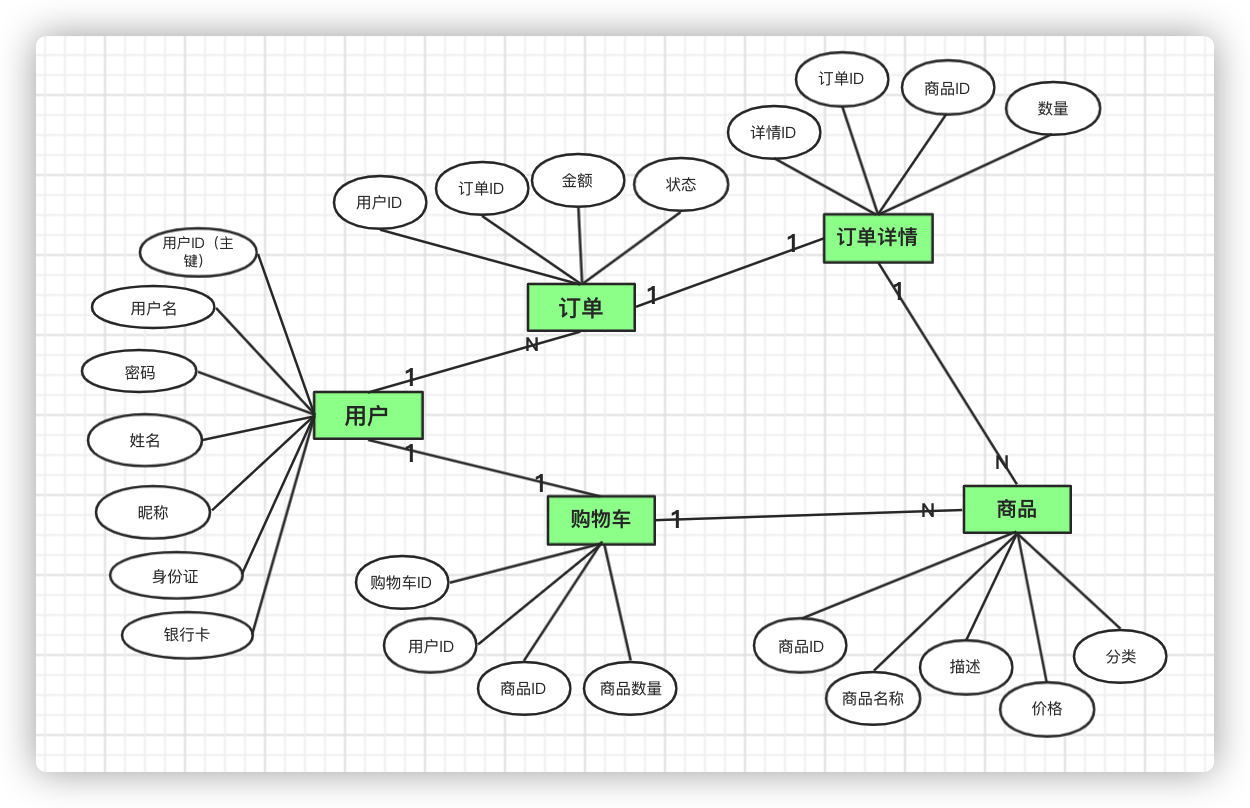 订单ID
商品ID
数量
详情ID
金额
订单ID
状态
用户ID
订单详情
1
用户ID（主
键）
1
1
订单
用户名
N
密码
1
用户
姓名
1
N
1
昵称
购物车
1
N
商品
身份证
购物车ID
银行卡
用户ID
商品ID
商品数量
商品ID
商品名称
描述
价格
分类